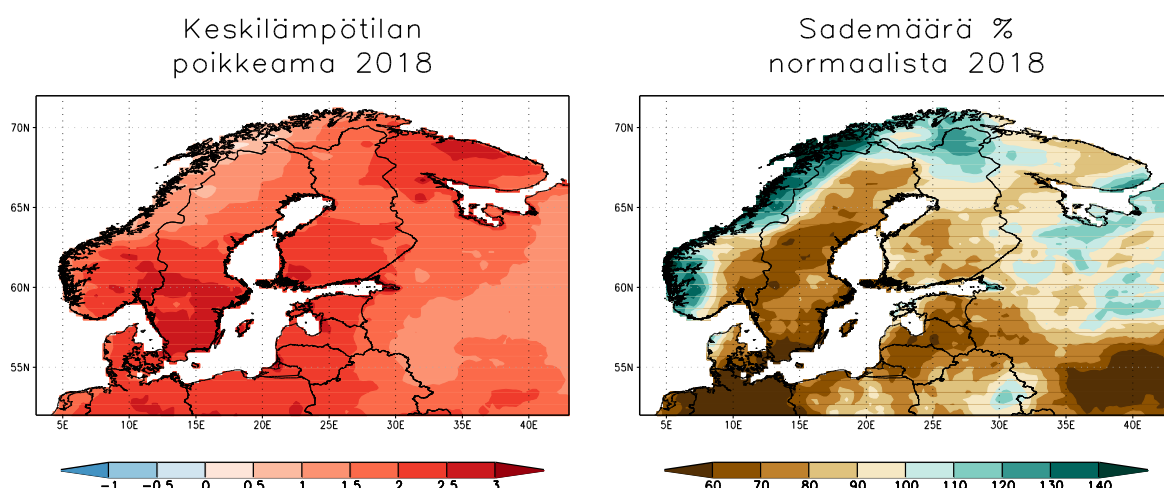 Keskilämpötilan
poikkeama 2018
70N
65N
60N
55N
5E 10E 15E 20E 25E 30E 35E 40E
-1 -0.5 0 0.5 1 1.5 2 2.5 3
Sademäärä %
normaalista 2018
70N
65N
60N
55N
5E 10E 15E 20E 25E 30E 35E 40E
60 70 80 90 100 110 120 130 140